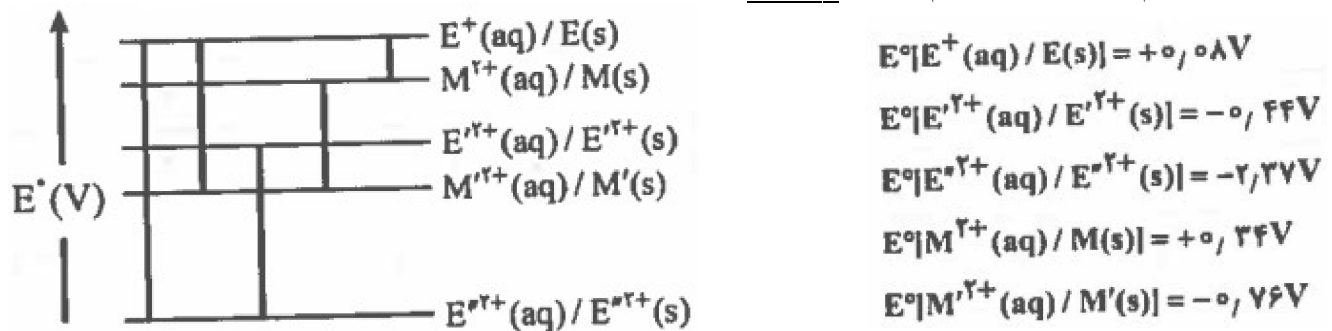 E⁺(aq) / E(s)
M²⁺(aq) / M(s)
E′²⁺(aq) / E′²⁺(s)
M′²⁺(aq) / M′(s)
E″²⁺(aq) / E″²⁺(s)
E°(V)
E°[E⁺(aq) / E(s)] = +۰٫۰۸V
E°[E′²⁺(aq) / E′²⁺(s)] = −۰٫۴۴V
E°[E″²⁺(aq) / E″²⁺(s)] = −۲٫۳۷V
E°[M²⁺(aq) / M(s)] = +۰٫۳۴V
E°[M′²⁺(aq) / M′(s)] = −۰٫۷۶V